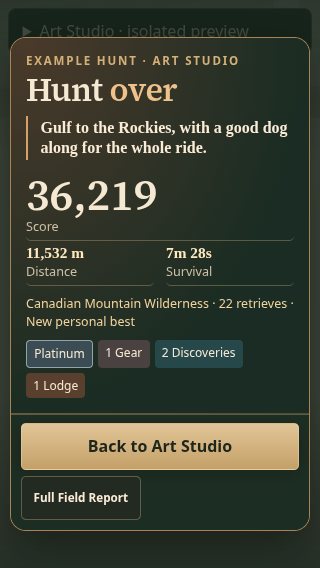 ▶ Art Studio · isolated preview
EXAMPLE HUNT · ART STUDIO
Hunt over
Gulf to the Rockies, with a good dog
along for the whole ride.
36,219
Score
11,532 m
Distance
7m 28s
Survival
Canadian Mountain Wilderness · 22 retrieves ·
New personal best
Platinum
1 Gear
2 Discoveries
1 Lodge
Back to Art Studio
Full Field Report